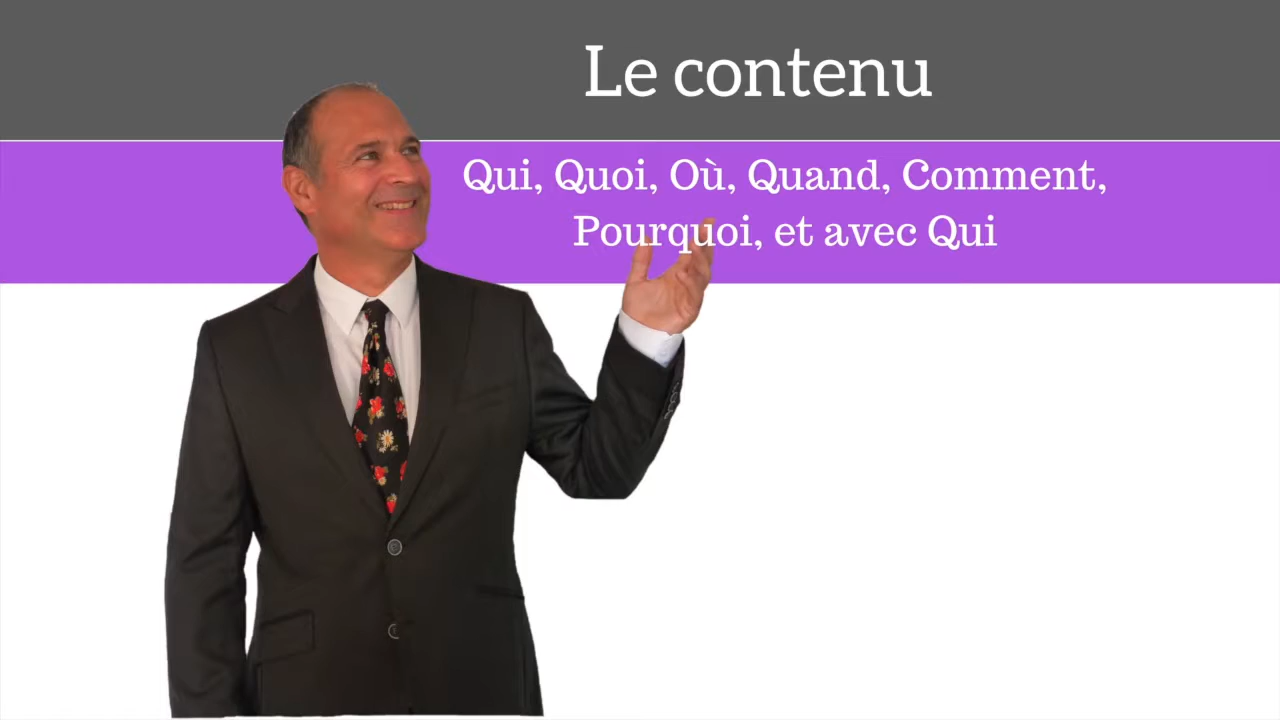 Le contenu
Qui, Quoi, Où, Quand, Comment,
Pourquoi, et avec Qui